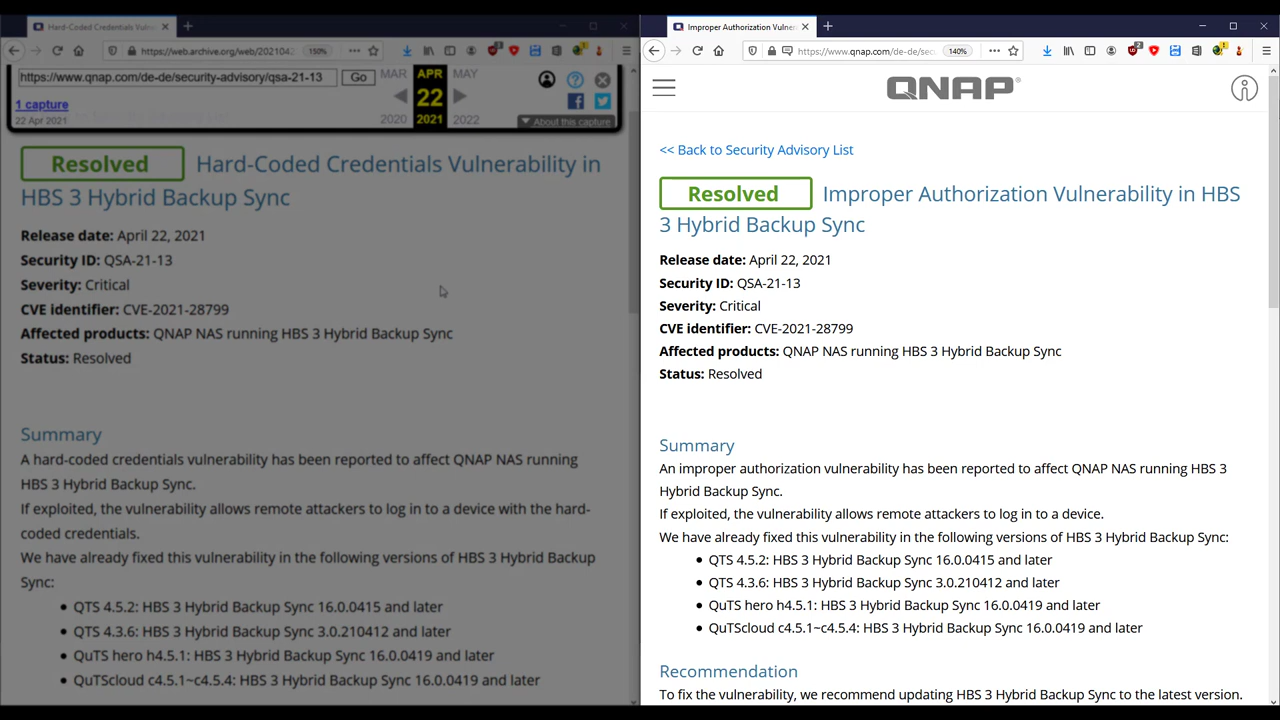 Hard-Coded Credentials Vulne
https://web.archive.org/web/2021042
150%
https://www.qnap.com/de-de/security-advisory/qsa-21-13
Go
MAR
APR
MAY
1 capture
22
22 Apr 2021
2020
2021
2022
About this capture
Resolved
Hard-Coded Credentials Vulnerability in
HBS 3 Hybrid Backup Sync
Release date: April 22, 2021
Security ID: QSA-21-13
Severity: Critical
CVE identifier: CVE-2021-28799
Affected products: QNAP NAS running HBS 3 Hybrid Backup Sync
Status: Resolved
Summary
A hard-coded credentials vulnerability has been reported to affect QNAP NAS running
HBS 3 Hybrid Backup Sync.
If exploited, the vulnerability allows remote attackers to log in to a device with the hard-
coded credentials.
We have already fixed this vulnerability in the following versions of HBS 3 Hybrid Backup
Sync:
• QTS 4.5.2: HBS 3 Hybrid Backup Sync 16.0.0415 and later
• QTS 4.3.6: HBS 3 Hybrid Backup Sync 3.0.210412 and later
• QuTS hero h4.5.1: HBS 3 Hybrid Backup Sync 16.0.0419 and later
• QuTScloud c4.5.1~c4.5.4: HBS 3 Hybrid Backup Sync 16.0.0419 and later
Improper Authorization Vulner
https://www.qnap.com/de-de/sec
140%
QNAP®
<< Back to Security Advisory List
Resolved
Improper Authorization Vulnerability in HBS
3 Hybrid Backup Sync
Release date: April 22, 2021
Security ID: QSA-21-13
Severity: Critical
CVE identifier: CVE-2021-28799
Affected products: QNAP NAS running HBS 3 Hybrid Backup Sync
Status: Resolved
Summary
An improper authorization vulnerability has been reported to affect QNAP NAS running HBS 3
Hybrid Backup Sync.
If exploited, the vulnerability allows remote attackers to log in to a device.
We have already fixed this vulnerability in the following versions of HBS 3 Hybrid Backup Sync:
• QTS 4.5.2: HBS 3 Hybrid Backup Sync 16.0.0415 and later
• QTS 4.3.6: HBS 3 Hybrid Backup Sync 3.0.210412 and later
• QuTS hero h4.5.1: HBS 3 Hybrid Backup Sync 16.0.0419 and later
• QuTScloud c4.5.1~c4.5.4: HBS 3 Hybrid Backup Sync 16.0.0419 and later
Recommendation
To fix the vulnerability, we recommend updating HBS 3 Hybrid Backup Sync to the latest version.